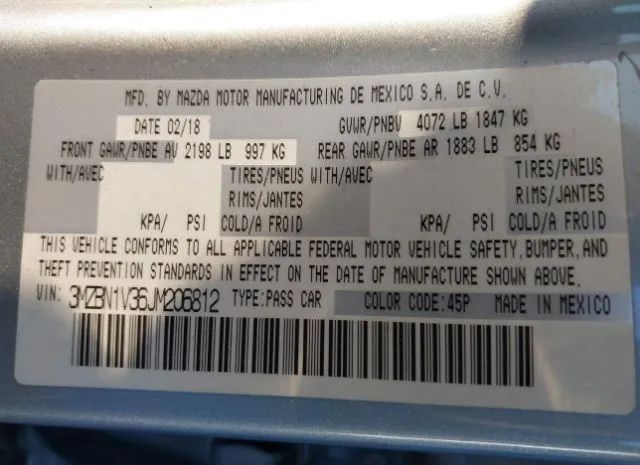 MFD. BY MAZDA MOTOR MANUFACTURING DE MEXICO S.A. DE C.V.
DATE 02/18 GVWR/PNBV 4072 LB 1847 KG
FRONT GAWR/PNBE AV 2198 LB 997 KG REAR GAWR/PNBE AR 1883 LB 854 KG
WITH/AVEC TIRES/PNEUS WITH/AVEC TIRES/PNEUS
RIMS/JANTES RIMS/JANTES
KPA/ PSI COLD/A FROID KPA/ PSI COLD/A FROID
THIS VEHICLE CONFORMS TO ALL APPLICABLE FEDERAL MOTOR VEHICLE SAFETY, BUMPER, AND
THEFT PREVENTION STANDARDS IN EFFECT ON THE DATE OF MANUFACTURE SHOWN ABOVE.
VIN: 3MZBN1V36JM206812 TYPE:PASS CAR COLOR CODE:45P MADE IN MEXICO